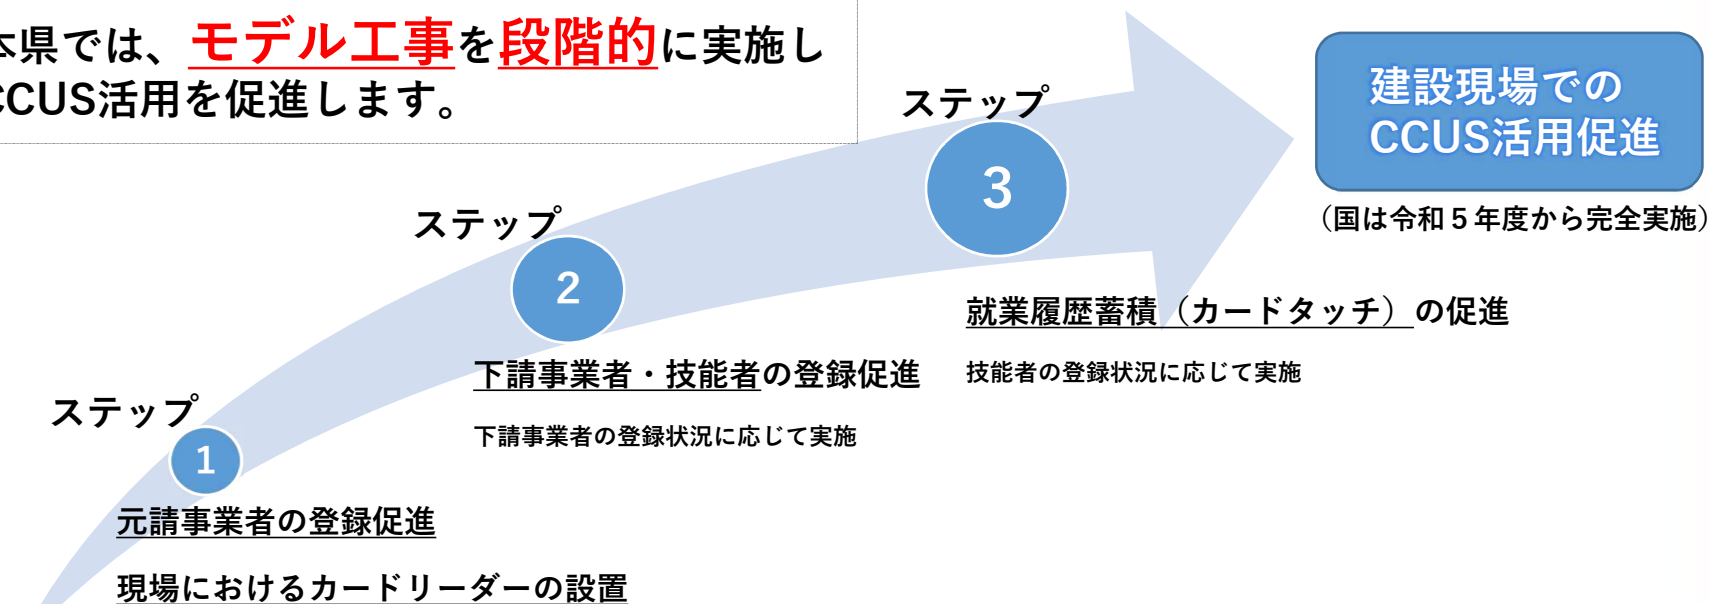 本県では、モデル工事を段階的に実施し
CCUS活用を促進します。
建設現場での
CCUS活用促進
（国は令和５年度から完全実施）
ステップ
3
就業履歴蓄積（カードタッチ）の促進
技能者の登録状況に応じて実施
ステップ
2
下請事業者・技能者の登録促進
下請事業者の登録状況に応じて実施
ステップ
1
元請事業者の登録促進
現場におけるカードリーダーの設置